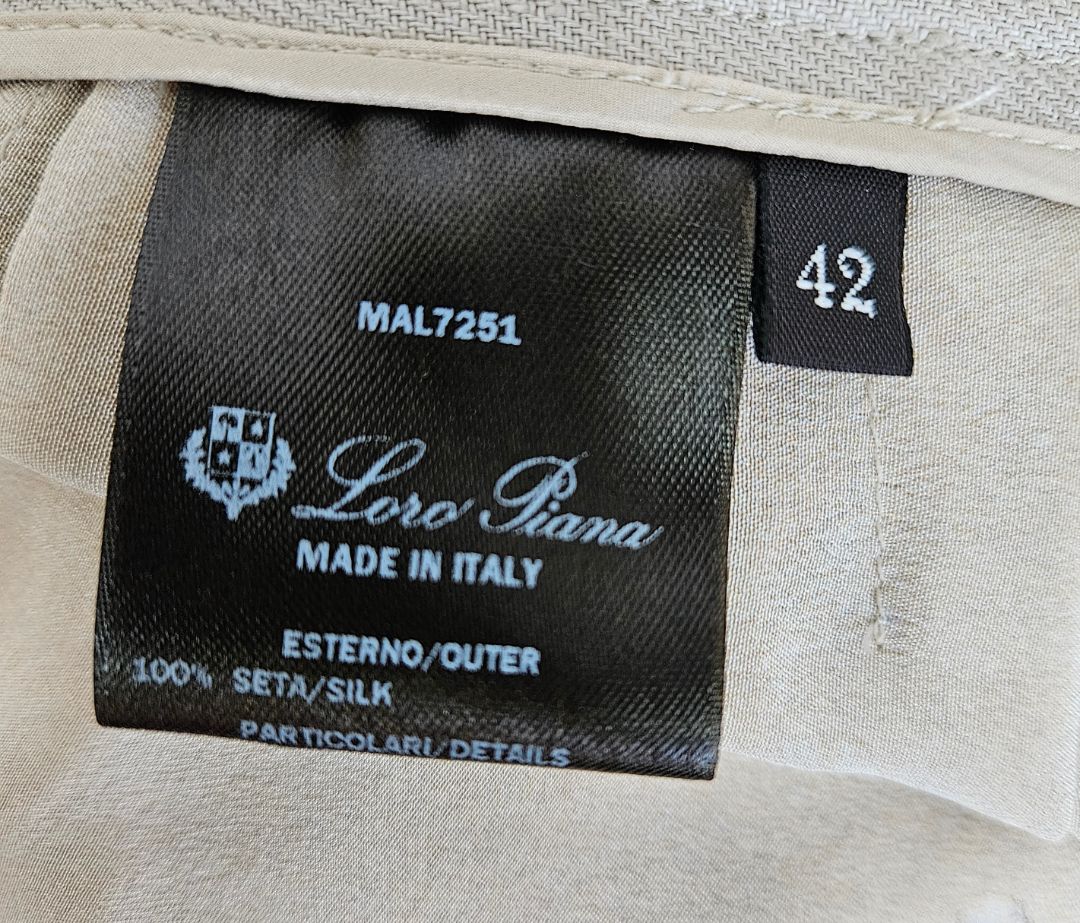 42
MAL7251
Loro Piana
MADE IN ITALY
ESTERNO/OUTER
100% SETA/SILK
PARTICOLARI/DETAILS